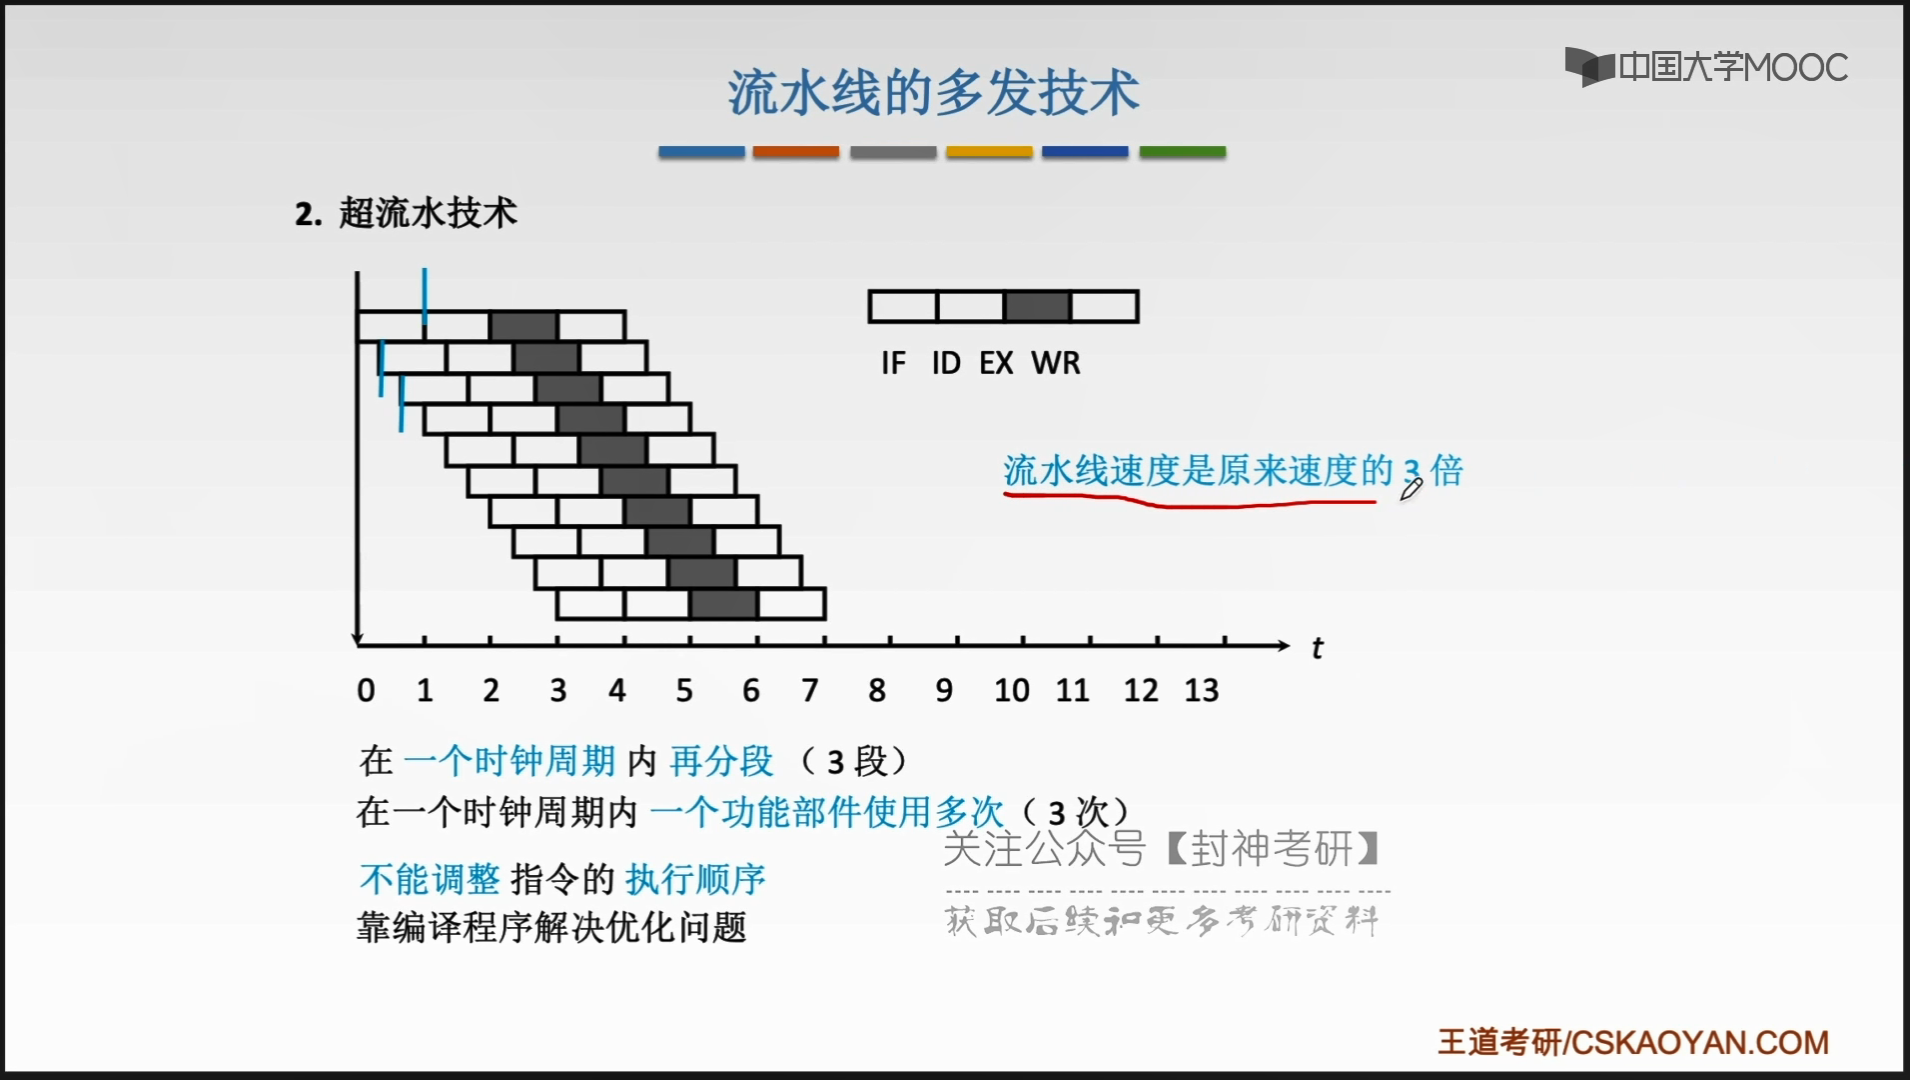 中国大学MOOC
流水线的多发技术
2. 超流水技术
IF ID EX WR
流水线速度是原来速度的 3 倍
t
0 1 2 3 4 5 6 7 8 9 10 11 12 13
在 一个时钟周期 内 再分段 （ 3 段）
在一个时钟周期内 一个功能部件使用多次（ 3 次）
关注公众号【封神考研】
不能调整 指令的 执行顺序
获取后续和更多考研资料
靠编译程序解决优化问题
王道考研/CSKAOYAN.COM